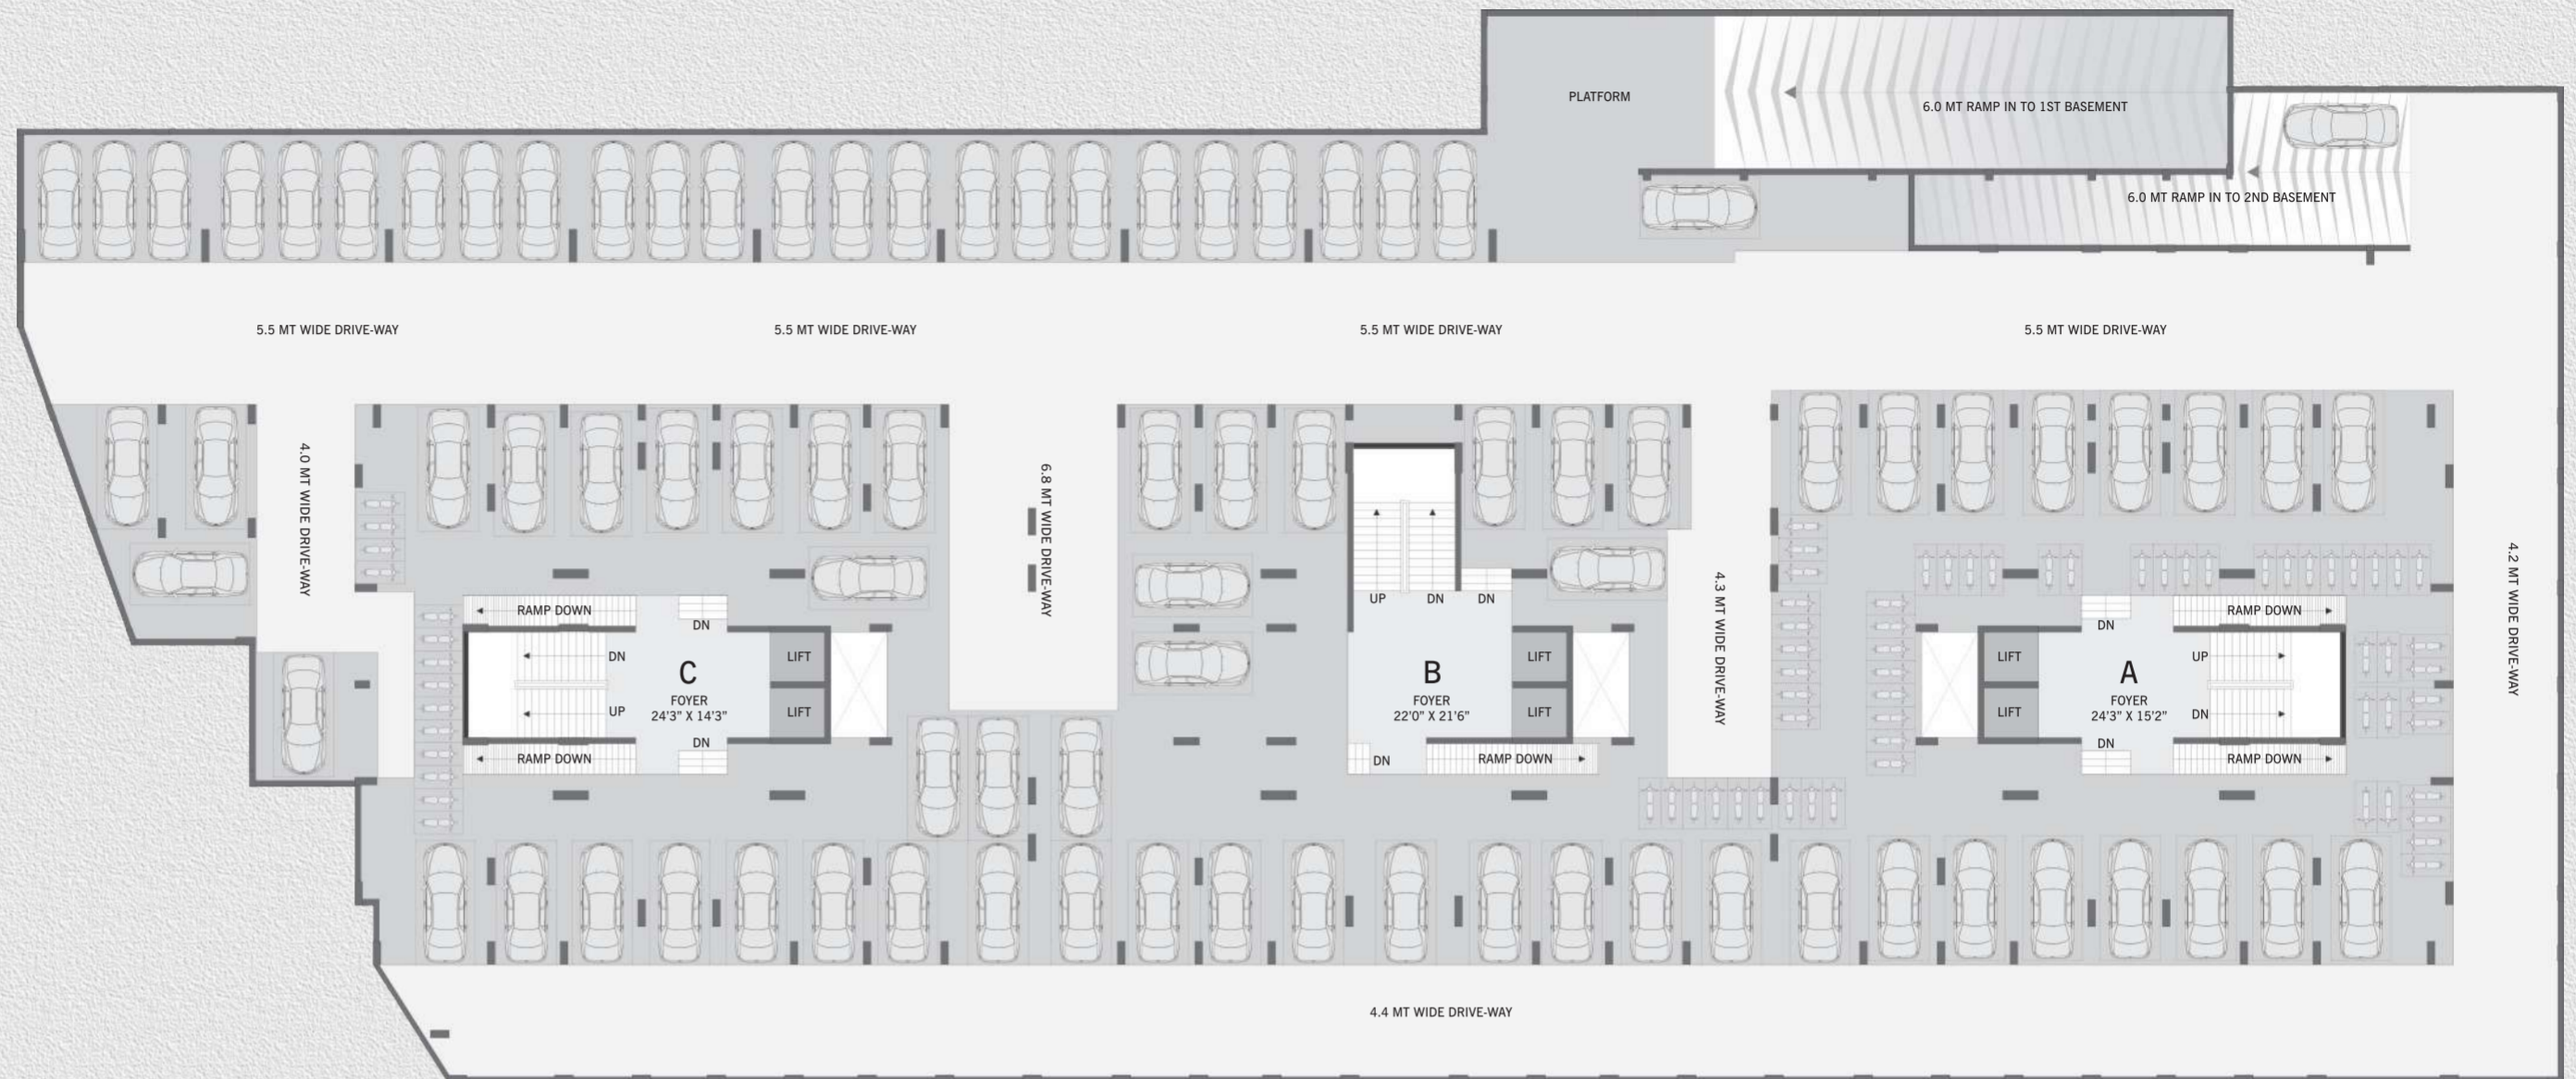 PLATFORM
6.0 MT RAMP IN TO 1ST BASEMENT
6.0 MT RAMP IN TO 2ND BASEMENT
5.5 MT WIDE DRIVE-WAY
5.5 MT WIDE DRIVE-WAY
5.5 MT WIDE DRIVE-WAY
5.5 MT WIDE DRIVE-WAY
4.0 MT WIDE DRIVE-WAY
6.8 MT WIDE DRIVE-WAY
4.3 MT WIDE DRIVE-WAY
4.2 MT WIDE DRIVE-WAY
RAMP DOWN
DN
DN
UP
C
FOYER
24'3" X 14'3"
LIFT
LIFT
DN
RAMP DOWN
UP
DN
DN
B
FOYER
22'0" X 21'6"
LIFT
LIFT
DN
RAMP DOWN
DN
RAMP DOWN
LIFT
LIFT
A
FOYER
24'3" X 15'2"
UP
DN
DN
RAMP DOWN
4.4 MT WIDE DRIVE-WAY